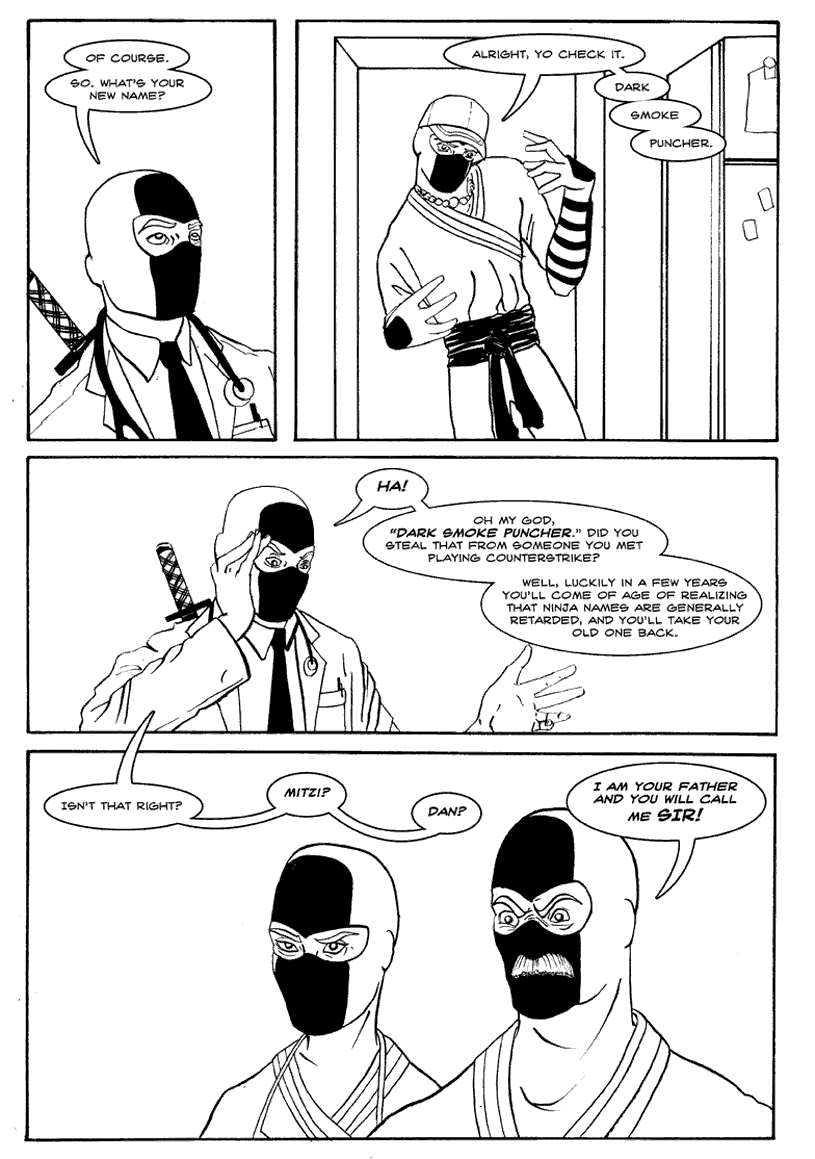 OF COURSE.
SO. WHAT'S YOUR
NEW NAME?
ALRIGHT, YO CHECK IT.
DARK
SMOKE
PUNCHER.
HA!
OH MY GOD,
"DARK SMOKE PUNCHER." DID YOU
STEAL THAT FROM SOMEONE YOU MET
PLAYING COUNTERSTRIKE?
WELL, LUCKILY IN A FEW YEARS
YOU'LL COME OF AGE OF REALIZING
THAT NINJA NAMES ARE GENERALLY
RETARDED, AND YOU'LL TAKE YOUR
OLD ONE BACK.
ISN'T THAT RIGHT?
MITZI?
DAN?
I AM YOUR FATHER
AND YOU WILL CALL
ME SIR!